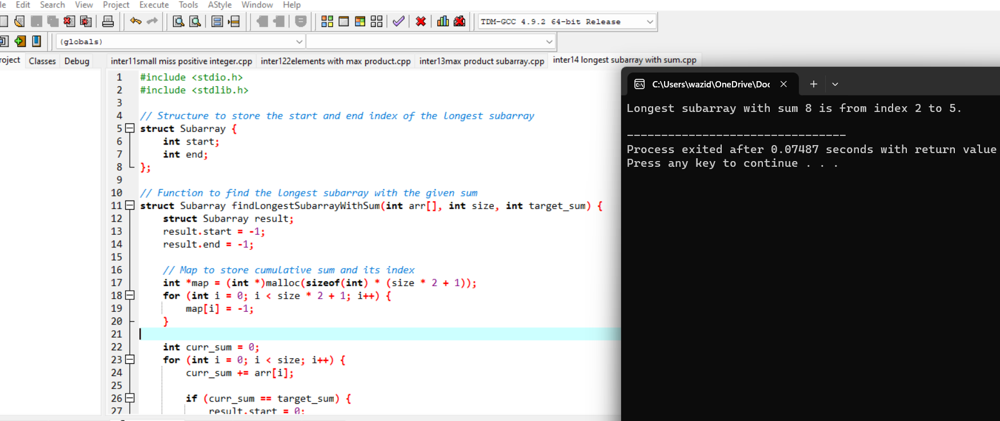 le Edit Search View Project Execute Tools AStyle Window Help
TDM-GCC 4.9.2 64-bit Release
(globals)
roject Classes Debug
inter11small miss positive integer.cpp inter122elements with max product.cpp inter13max product subarray.cpp inter14 longest subarray with sum.cpp
1 #include <stdio.h>
2 #include <stdlib.h>
3
4 // Structure to store the start and end index of the longest subarray
5 struct Subarray {
6 int start;
7 int end;
8 };
9
10 // Function to find the longest subarray with the given sum
11 struct Subarray findLongestSubarrayWithSum(int arr[], int size, int target_sum) {
12 struct Subarray result;
13 result.start = -1;
14 result.end = -1;
15
16 // Map to store cumulative sum and its index
17 int *map = (int *)malloc(sizeof(int) * (size * 2 + 1));
18 for (int i = 0; i < size * 2 + 1; i++) {
19 map[i] = -1;
20 }
21
22 int curr_sum = 0;
23 for (int i = 0; i < size; i++) {
24 curr_sum += arr[i];
25
26 if (curr_sum == target_sum) {
27 result.start = 0;
C:\Users\wazid\OneDrive\Doc
Longest subarray with sum 8 is from index 2 to 5.
--------------------------------
Process exited after 0.07487 seconds with return value
Press any key to continue . . .